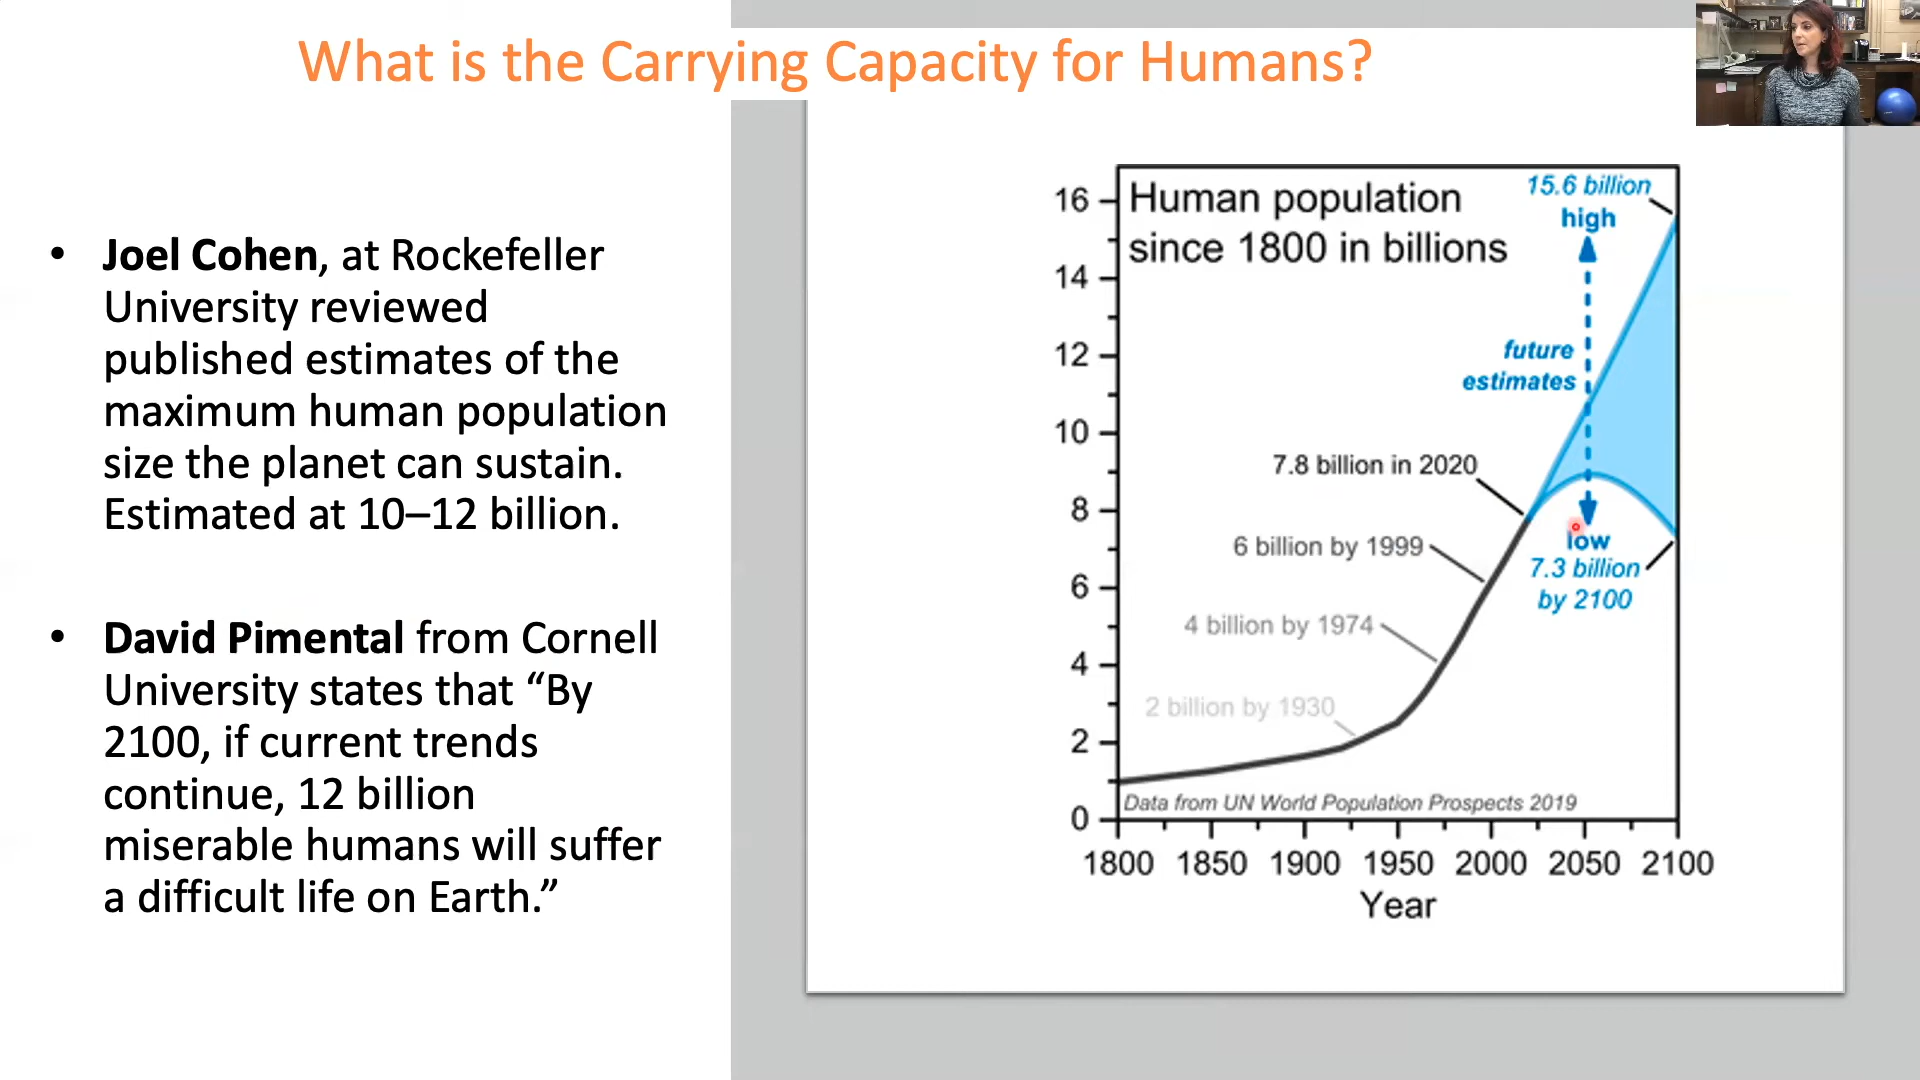 What is the Carrying Capacity for Humans?
• Joel Cohen, at Rockefeller
University reviewed
published estimates of the
maximum human population
size the planet can sustain.
Estimated at 10–12 billion.
• David Pimental from Cornell
University states that “By
2100, if current trends
continue, 12 billion
miserable humans will suffer
a difficult life on Earth.”
Human population
since 1800 in billions
15.6 billion
high
future
estimates
7.8 billion in 2020
6 billion by 1999
4 billion by 1974
2 billion by 1930
low
7.3 billion
by 2100
Data from UN World Population Prospects 2019
16
14
12
10
8
6
4
2
0
1800 1850 1900 1950 2000 2050 2100
Year